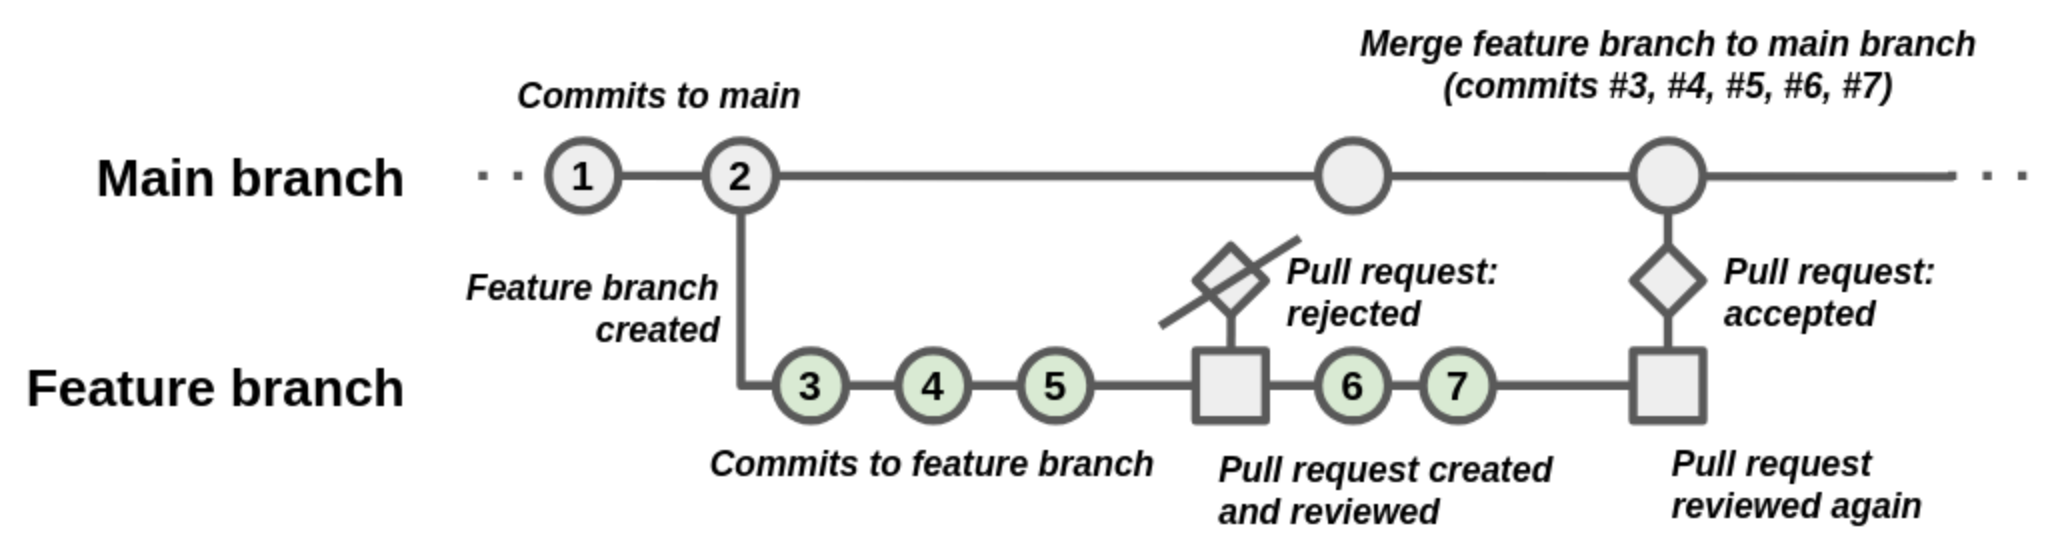 Merge feature branch to main branch
(commits #3, #4, #5, #6, #7)
Commits to main
Main branch
1
2
Feature branch
created
Pull request:
rejected
Pull request:
accepted
Feature branch
3
4
5
6
7
Commits to feature branch
Pull request created
and reviewed
Pull request
reviewed again